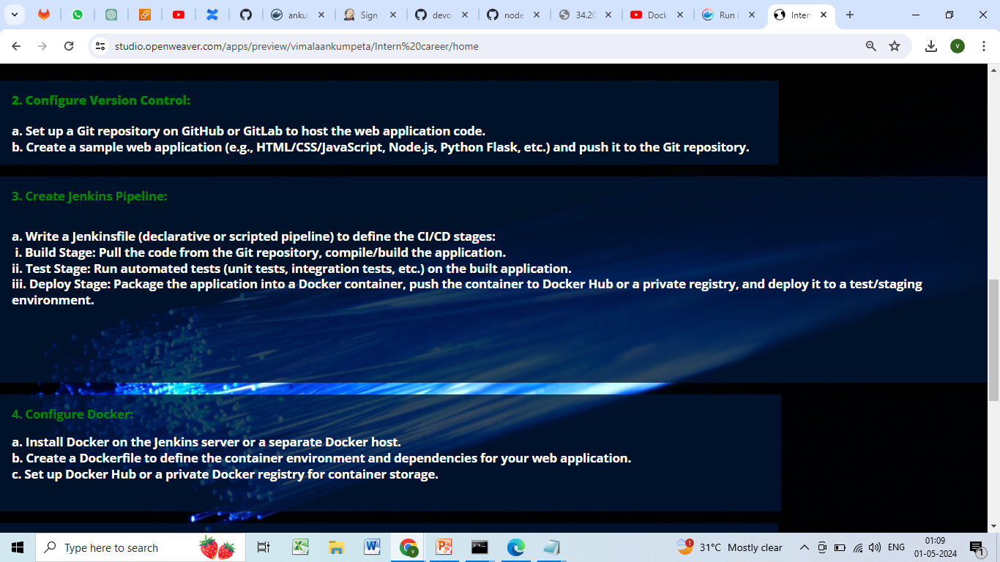 anku
Sign
devo
node
34.20
Dock
Run D
Intern
studio.openweaver.com/apps/preview/vimalaankumpeta/Intern%20career/home
V
2. Configure Version Control:
a. Set up a Git repository on GitHub or GitLab to host the web application code.
b. Create a sample web application (e.g., HTML/CSS/JavaScript, Node.js, Python Flask, etc.) and push it to the Git repository.
3. Create Jenkins Pipeline:
a. Write a Jenkinsfile (declarative or scripted pipeline) to define the CI/CD stages:
i. Build Stage: Pull the code from the Git repository, compile/build the application.
ii. Test Stage: Run automated tests (unit tests, integration tests, etc.) on the built application.
iii. Deploy Stage: Package the application into a Docker container, push the container to Docker Hub or a private registry, and deploy it to a test/staging
environment.
4. Configure Docker:
a. Install Docker on the Jenkins server or a separate Docker host.
b. Create a Dockerfile to define the container environment and dependencies for your web application.
c. Set up Docker Hub or a private Docker registry for container storage.
Type here to search
1
31°C Mostly clear
ENG
01:09
01-05-2024
1